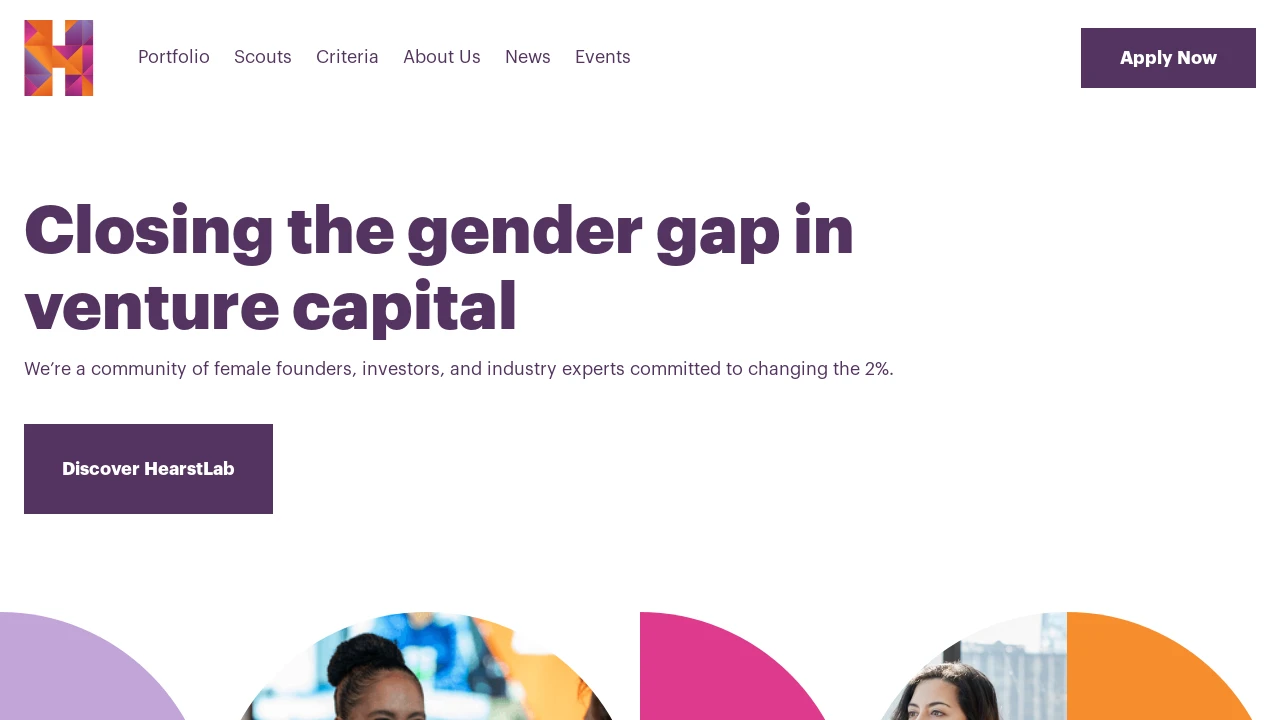 Portfolio Scouts Criteria About Us News Events Apply Now
Closing the gender gap in
venture capital
We’re a community of female founders, investors, and industry experts committed to changing the 2%.
Discover HearstLab